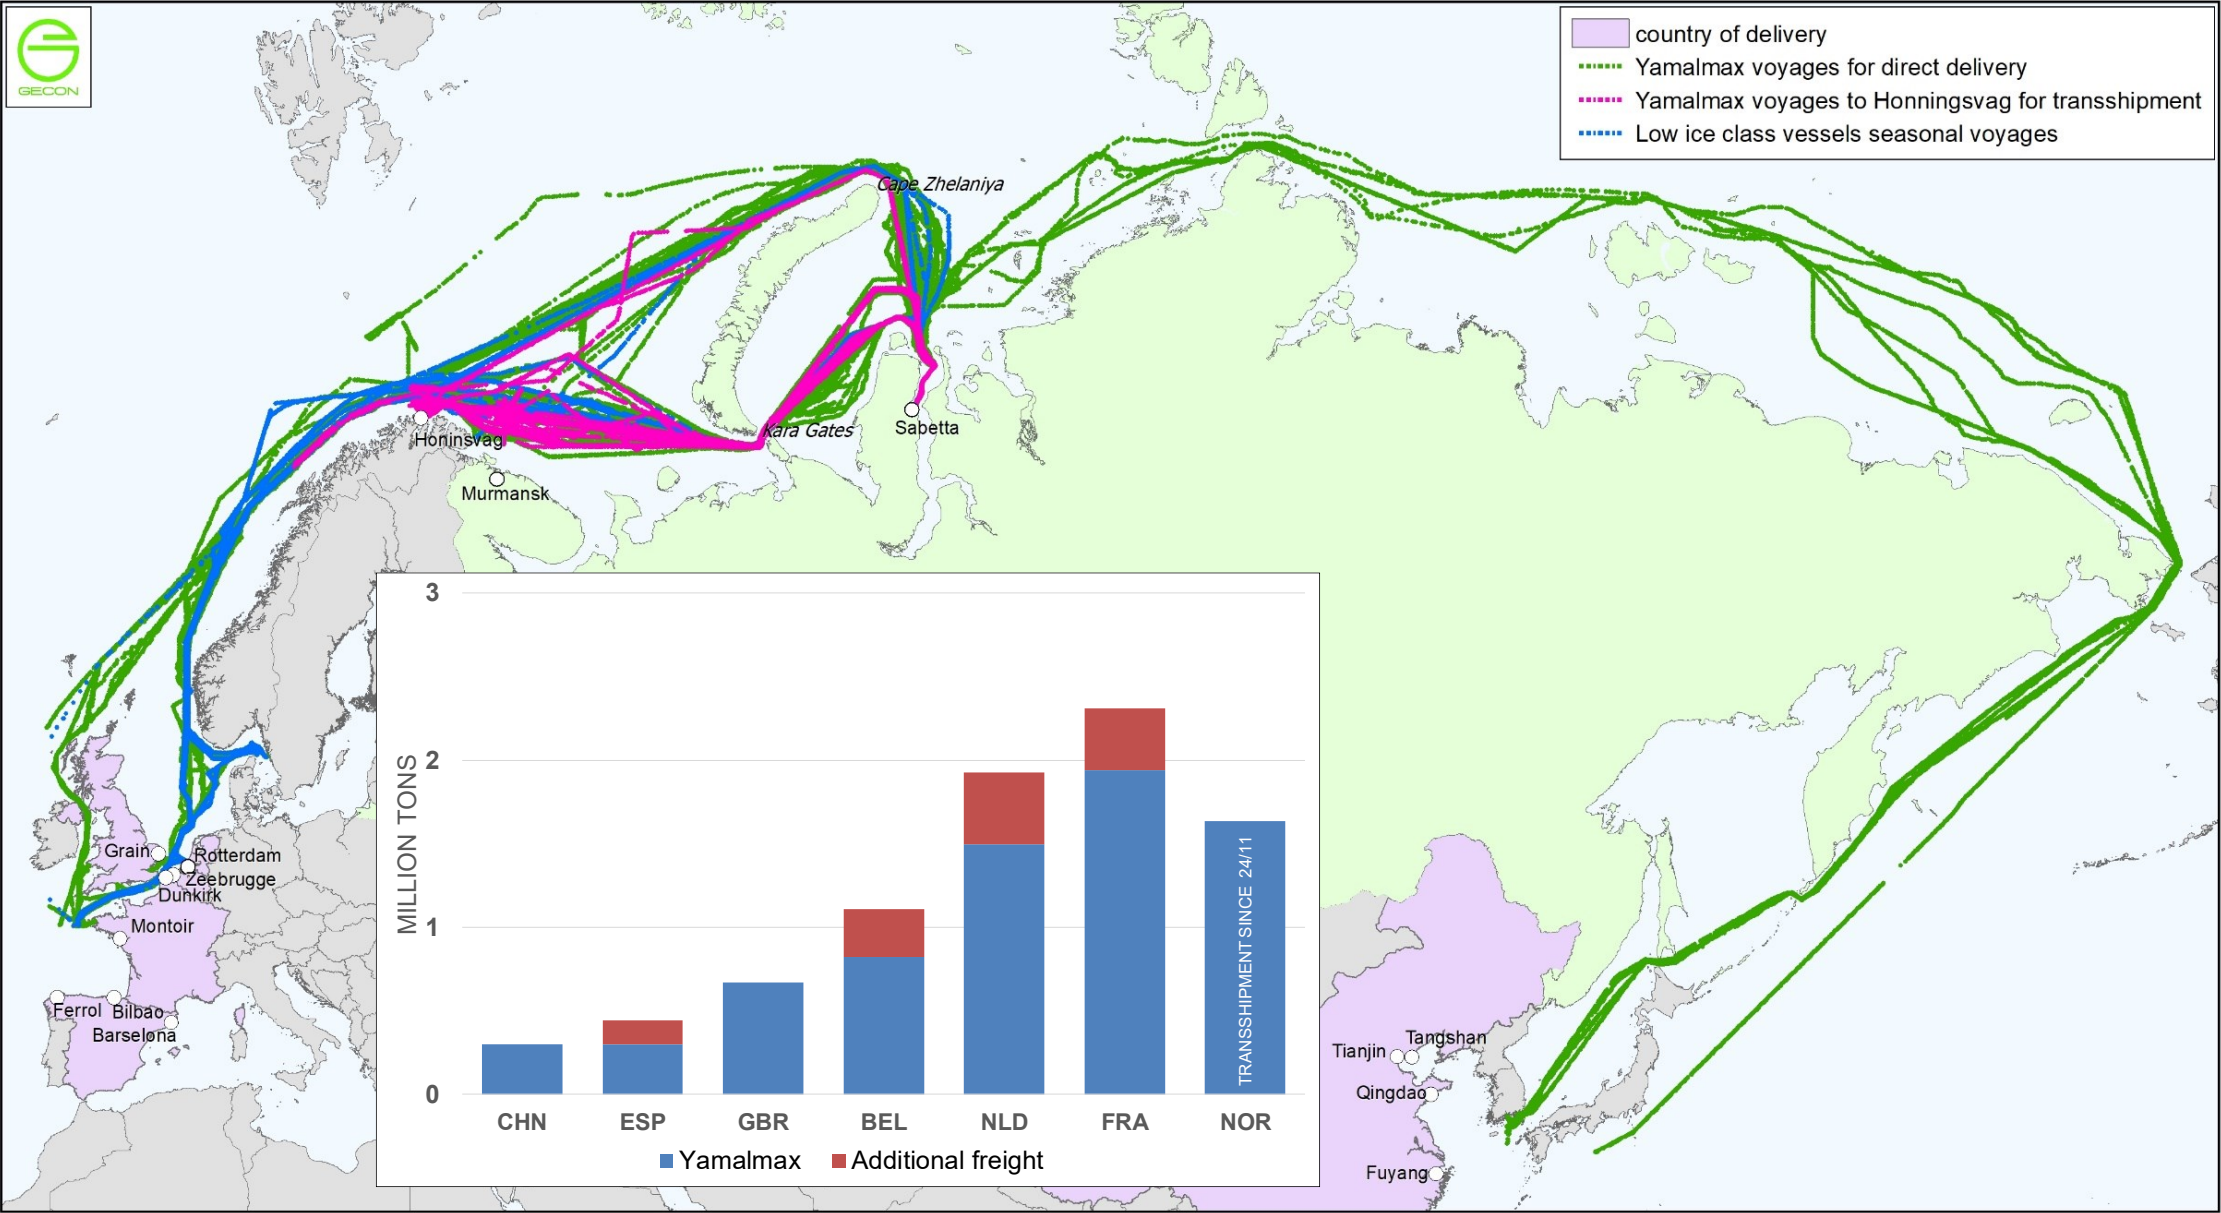 GECON
country of delivery
Yamalmax voyages for direct delivery
Yamalmax voyages to Honningsvag for transshipment
Low ice class vessels seasonal voyages
Cape Zhelaniya
Kara Gates
Sabetta
Honinsvag
Murmansk
Grain
Rotterdam
Zeebrugge
Dunkirk
Montoir
Ferrol
Bilbao
Barselona
Tianjin
Tangshan
Qingdao
Fuyang
MILLION TONS
3
2
1
0
TRANSSHIPMENT SINCE 24/11
CHN
ESP
GBR
BEL
NLD
FRA
NOR
Yamalmax
Additional freight